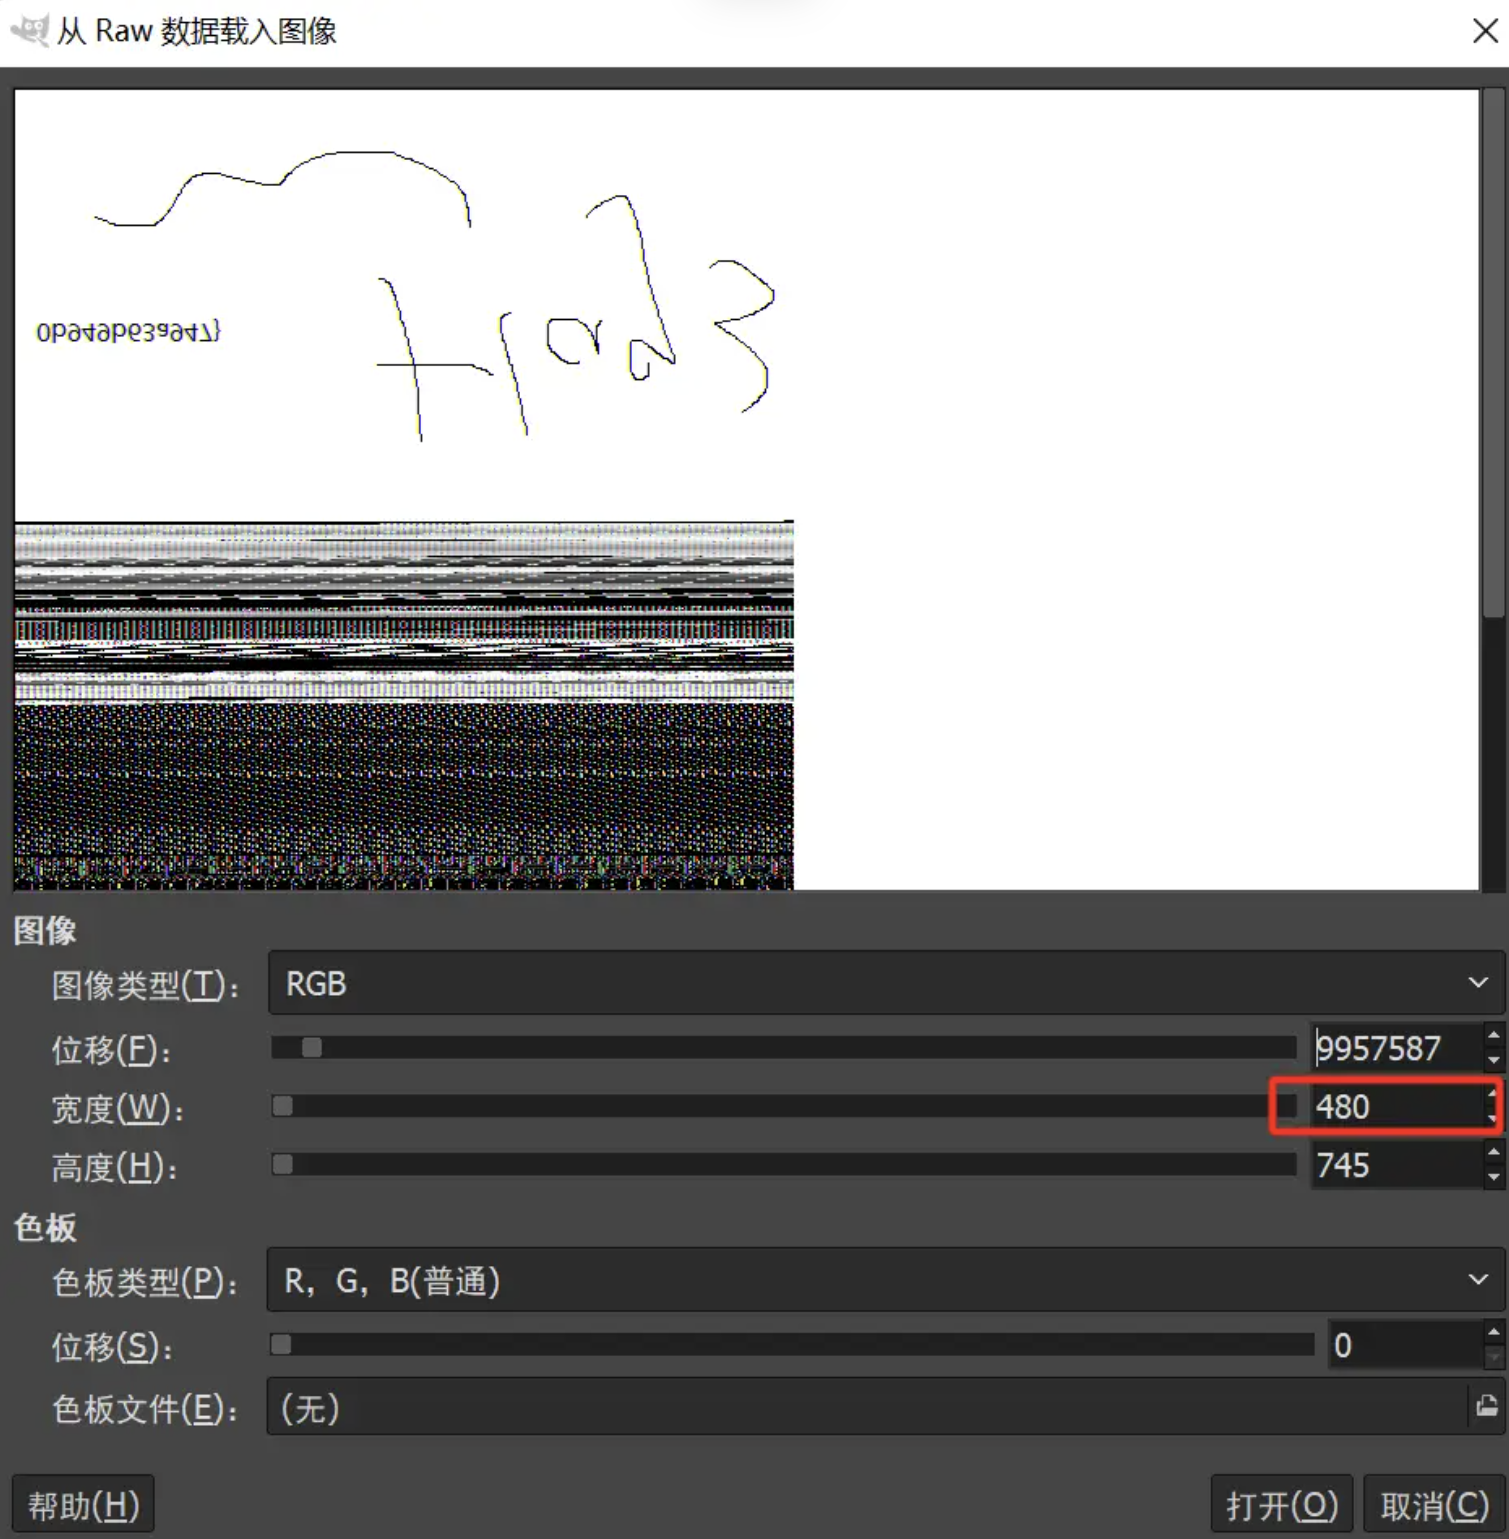 从 Raw 数据载入图像
0b949b63a947}
图像
图像类型(T)： RGB
位移(F)： 9957587
宽度(W)： 480
高度(H)： 745
色板
色板类型(P)： R，G，B(普通)
位移(S)： 0
色板文件(E)： (无)
帮助(H) 打开(O) 取消(C)